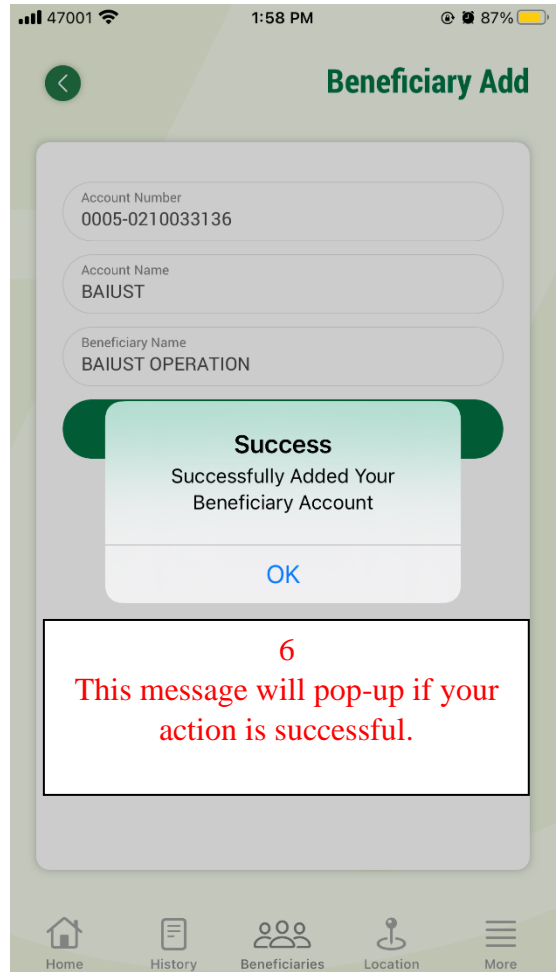 47001 1:58 PM 87%
Beneficiary Add
Account Number
0005-0210033136
Account Name
BAIUST
Beneficiary Name
BAIUST OPERATION
Success
Successfully Added Your
Beneficiary Account
OK
6
This message will pop-up if your
action is successful.
Home History Beneficiaries Location More